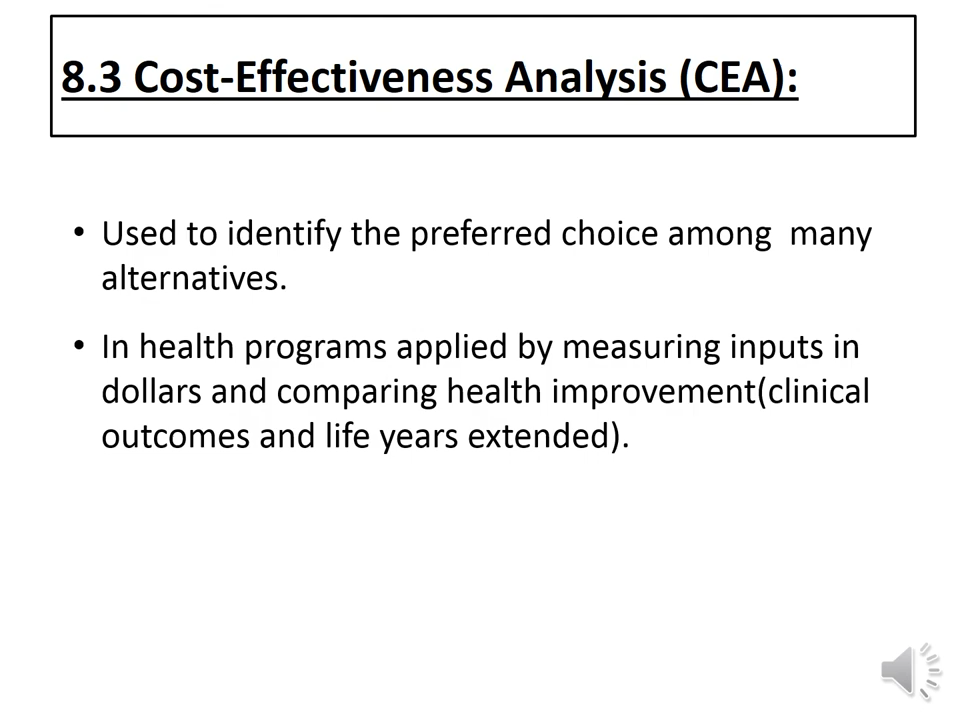 8.3 Cost-Effectiveness Analysis (CEA):
• Used to identify the preferred choice among  many
alternatives.
• In health programs applied by measuring inputs in
dollars and comparing health improvement(clinical
outcomes and life years extended).